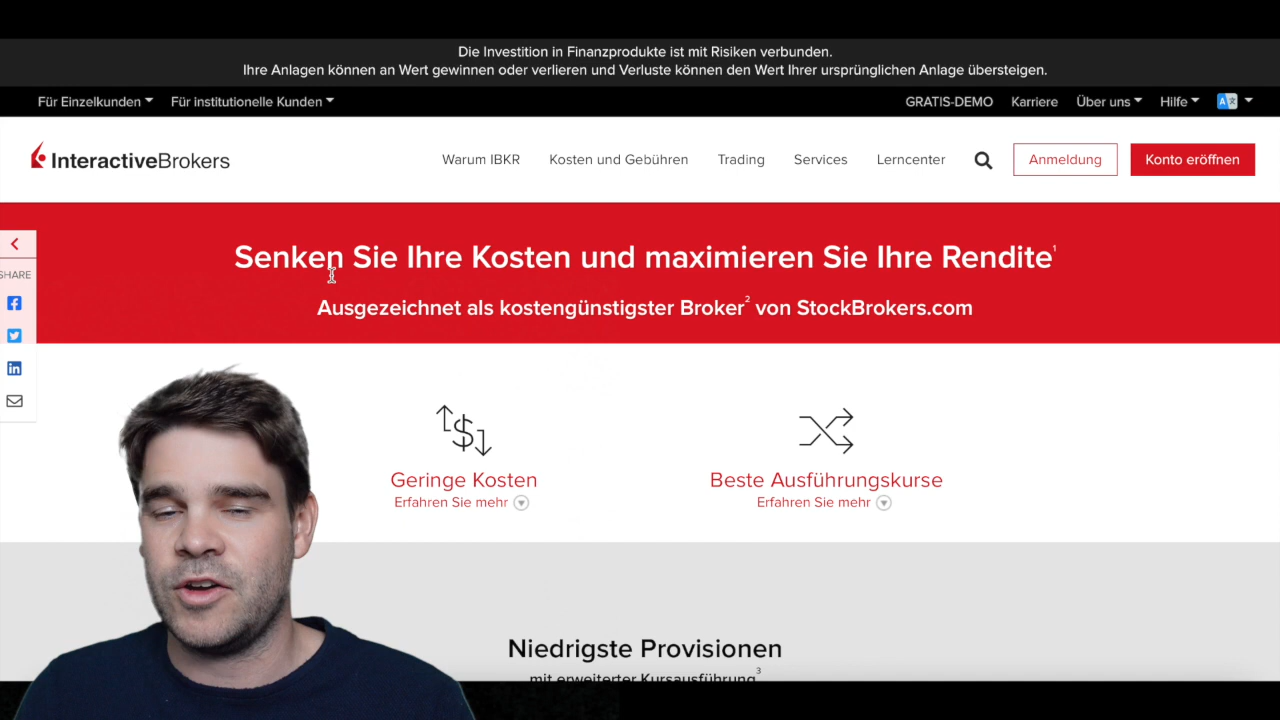 Die Investition in Finanzprodukte ist mit Risiken verbunden.
Ihre Anlagen können an Wert gewinnen oder verlieren und Verluste können den Wert Ihrer ursprünglichen Anlage übersteigen.
Für Einzelkunden Für institutionelle Kunden GRATIS-DEMO Karriere Über uns Hilfe
InteractiveBrokers Warum IBKR Kosten und Gebühren Trading Services Lerncenter Anmeldung Konto eröffnen
Senken Sie Ihre Kosten und maximieren Sie Ihre Rendite¹
SHARE
Ausgezeichnet als kostengünstigster Broker² von StockBrokers.com
Geringe Kosten Beste Ausführungskurse
Erfahren Sie mehr Erfahren Sie mehr
Niedrigste Provisionen
mit erweiterter Kursausführung³